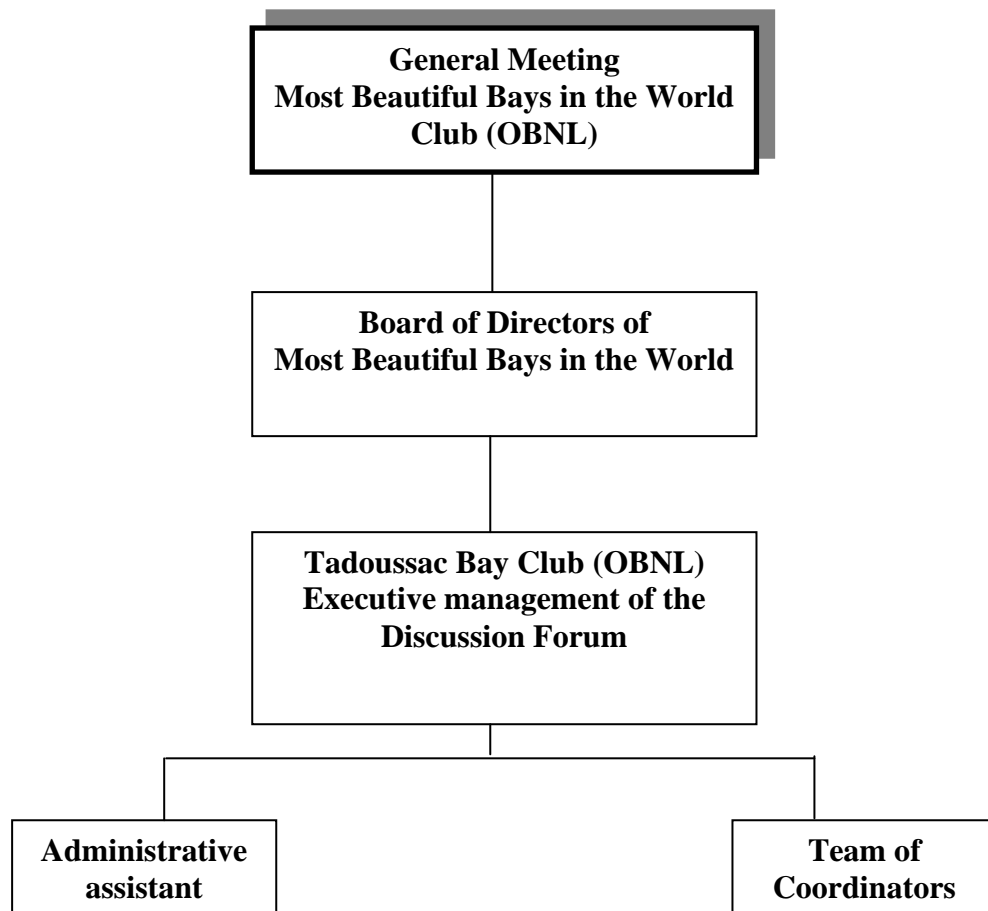 General Meeting
Most Beautiful Bays in the World
Club (OBNL)
Board of Directors of
Most Beautiful Bays in the World
Tadoussac Bay Club (OBNL)
Executive management of the
Discussion Forum
Administrative
assistant
Team of
Coordinators